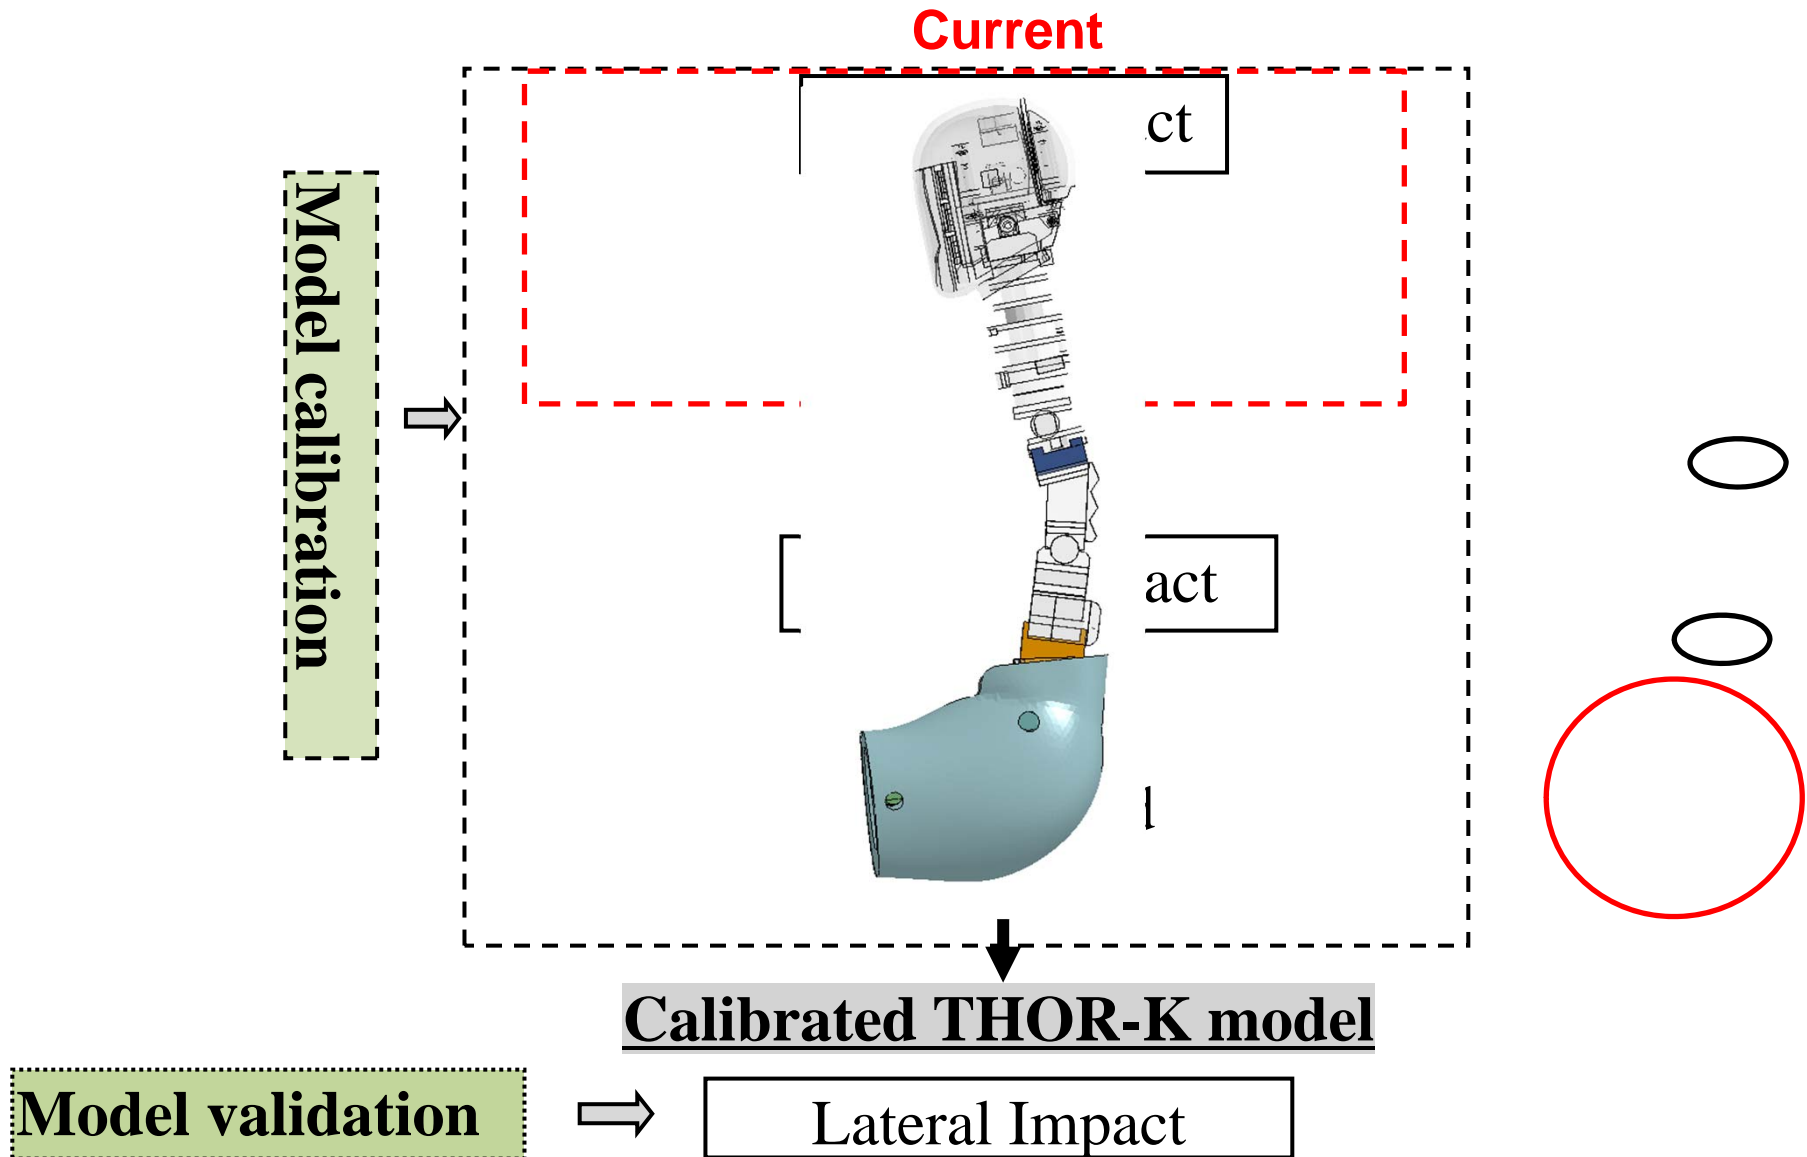 Current
ct
Model calibration
act
Calibrated THOR-K model
Model validation
Lateral Impact